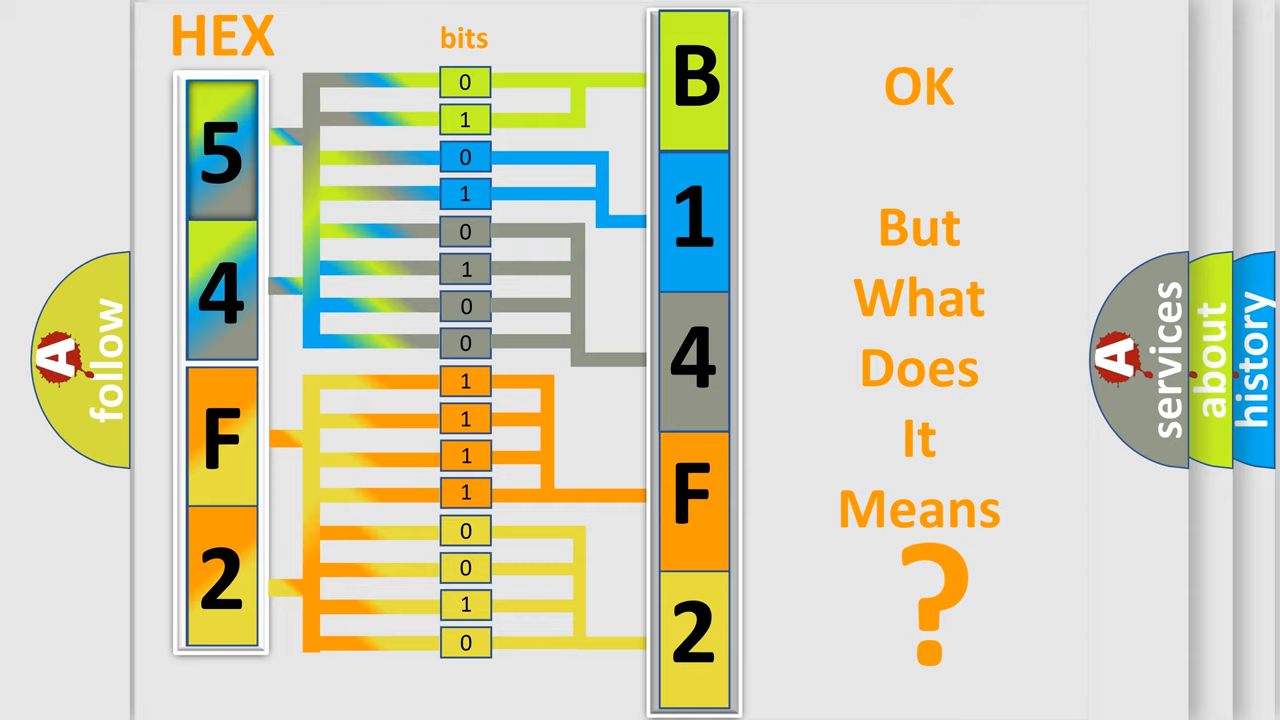 HEX
bits
5
4
F
2
0
1
0
1
0
1
0
0
1
1
1
1
0
0
1
0
B
1
4
F
2
OK
But
What
Does
It
Means
?
A
follow
A
services
about
history